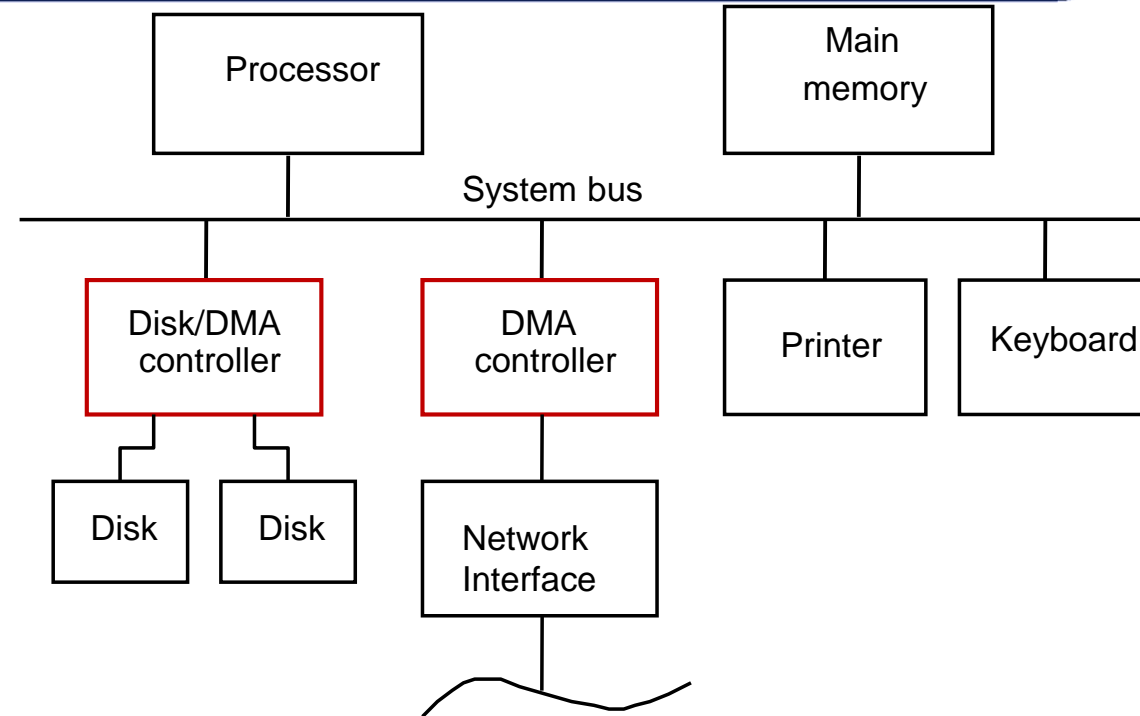 Processor
Main
memory
System bus
Disk/DMA
controller
DMA
controller
Printer
Keyboard
Disk
Disk
Network
Interface